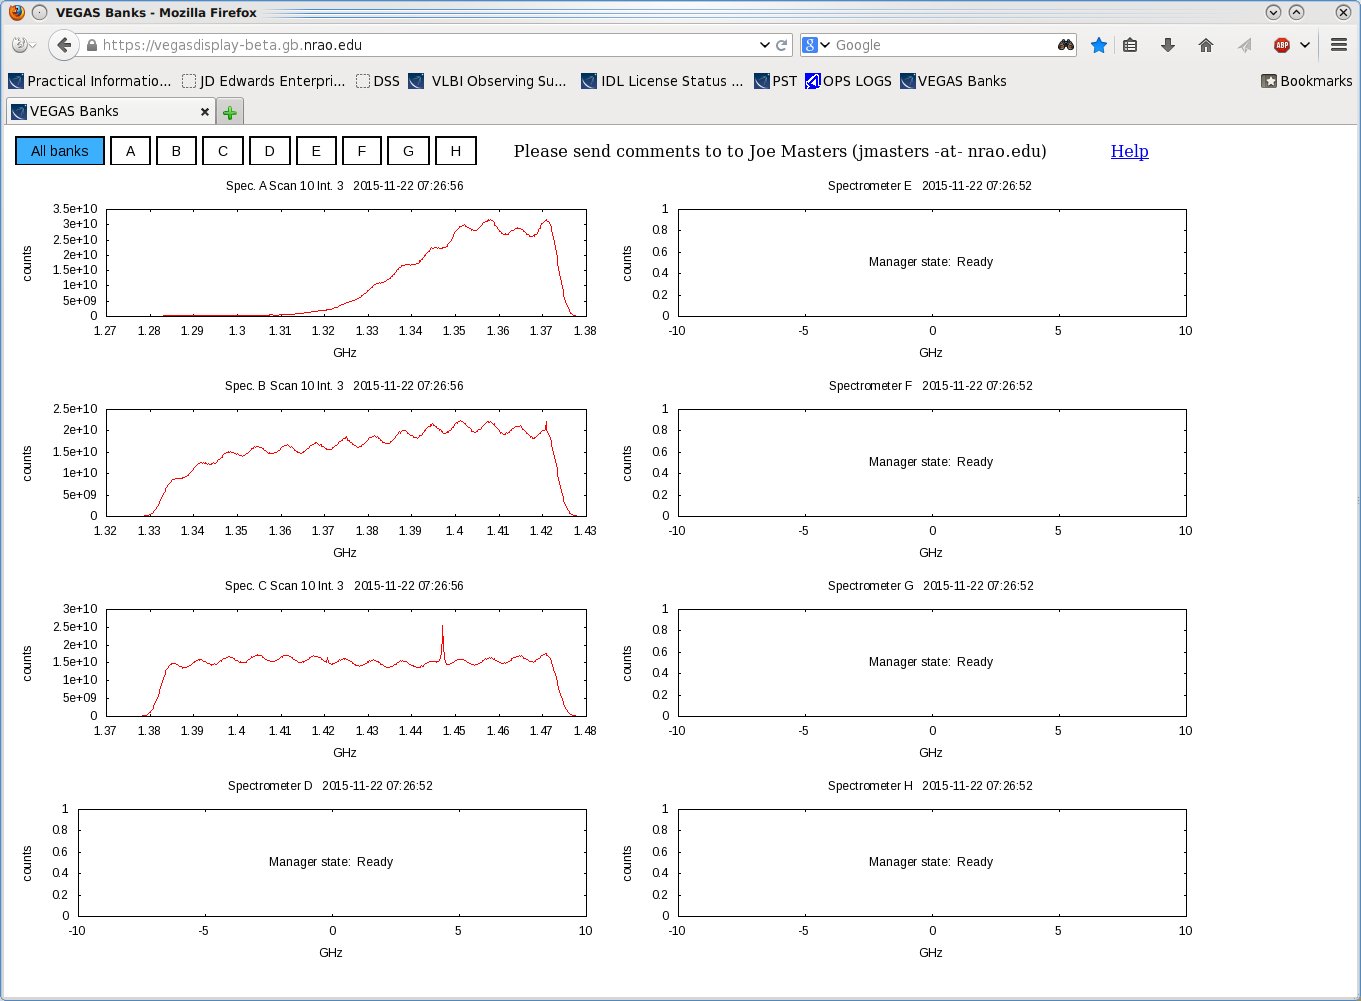 VEGAS Banks - Mozilla Firefox
https://vegasdisplay-beta.gb.nrao.edu
Google
ABP
Practical Informatio... JD Edwards Enterpri... DSS VLBI Observing Su... IDL License Status ... PST OPS LOGS VEGAS Banks Bookmarks
VEGAS Banks
All banks A B C D E F G H Please send comments to to Joe Masters (jmasters -at- nrao.edu) Help
Spec. A Scan 10 Int. 3 2015-11-22 07:26:56
3.5e+10
3e+10
2.5e+10
2e+10
1.5e+10
1e+10
5e+09
0
counts
1.27 1.28 1.29 1.3 1.31 1.32 1.33 1.34 1.35 1.36 1.37 1.38
GHz
Spectrometer E 2015-11-22 07:26:52
1
0.8
0.6
0.4
0.2
0
counts
Manager state: Ready
-10 -5 0 5 10
GHz
Spec. B Scan 10 Int. 3 2015-11-22 07:26:56
2.5e+10
2e+10
1.5e+10
1e+10
5e+09
0
counts
1.32 1.33 1.34 1.35 1.36 1.37 1.38 1.39 1.4 1.41 1.42 1.43
GHz
Spectrometer F 2015-11-22 07:26:52
1
0.8
0.6
0.4
0.2
0
counts
Manager state: Ready
-10 -5 0 5 10
GHz
Spec. C Scan 10 Int. 3 2015-11-22 07:26:56
3e+10
2.5e+10
2e+10
1.5e+10
1e+10
5e+09
0
counts
1.37 1.38 1.39 1.4 1.41 1.42 1.43 1.44 1.45 1.46 1.47 1.48
GHz
Spectrometer G 2015-11-22 07:26:52
1
0.8
0.6
0.4
0.2
0
counts
Manager state: Ready
-10 -5 0 5 10
GHz
Spectrometer D 2015-11-22 07:26:52
1
0.8
0.6
0.4
0.2
0
counts
Manager state: Ready
-10 -5 0 5 10
GHz
Spectrometer H 2015-11-22 07:26:52
1
0.8
0.6
0.4
0.2
0
counts
Manager state: Ready
-10 -5 0 5 10
GHz